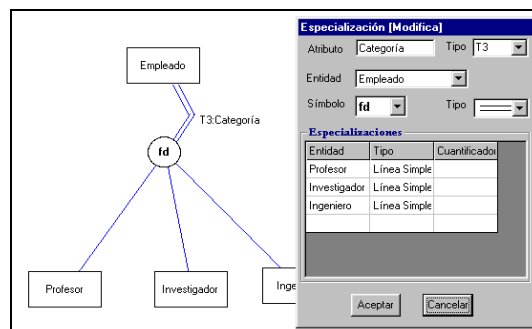 Empleado
T3:Categoría
fd
Profesor
Investigador
Inge
Especialización [Modifica]
Atributo Categoría Tipo T3
Entidad Empleado
Símbolo fd Tipo
Especializaciones
Entidad Tipo Cuantificador
Profesor Línea Simple
Investigador Línea Simple
Ingeniero Línea Simple
Aceptar Cancelar